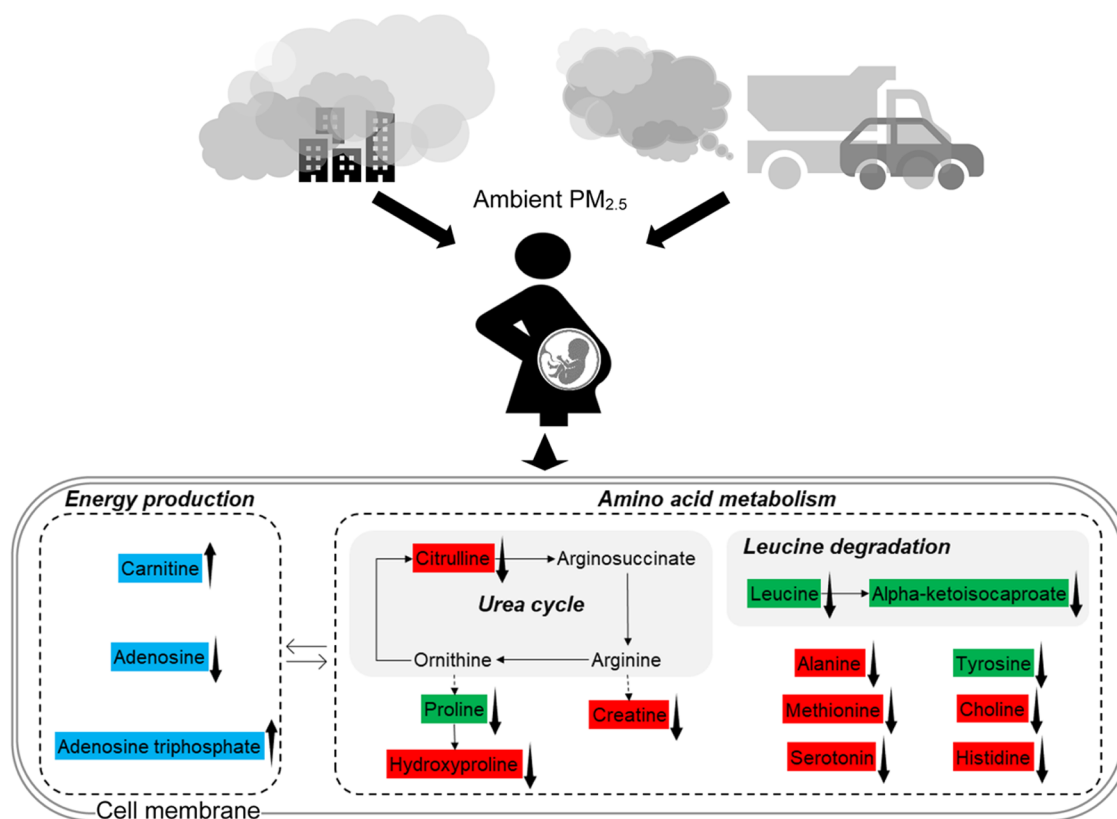 Ambient PM2.5
Energy production
Carnitine
Adenosine
Adenosine triphosphate
Cell membrane
Amino acid metabolism
Citrulline
Arginosuccinate
Urea cycle
Ornithine
Arginine
Proline
Creatine
Hydroxyproline
Leucine degradation
Leucine
Alpha-ketoisocaproate
Alanine
Tyrosine
Methionine
Choline
Serotonin
Histidine